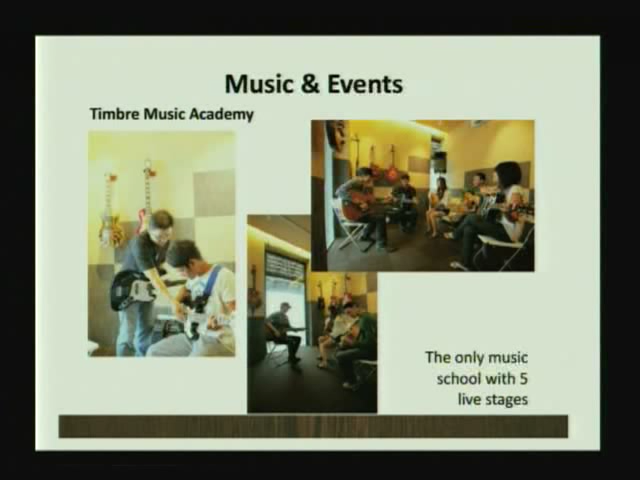 Music & Events
Timbre Music Academy
The only music
school with 5
live stages